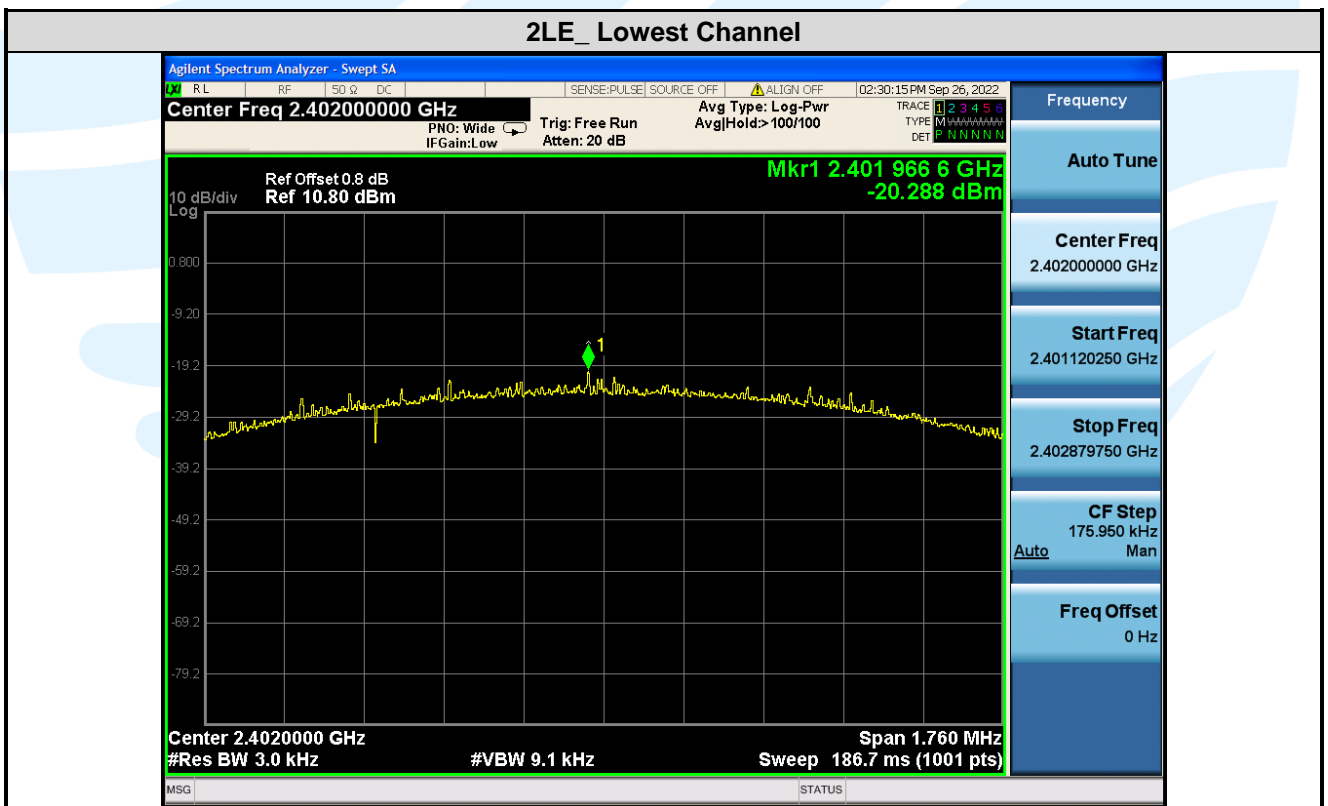 2LE_ Lowest Channel
Agilent Spectrum Analyzer - Swept SA
LXI RL RF 50 Ω DC SENSE:PULSE SOURCE OFF ALIGN OFF 02:30:15 PM Sep 26, 2022
Center Freq 2.402000000 GHz
PNO: Wide
IFGain:Low
Trig: Free Run
Atten: 20 dB
Avg Type: Log-Pwr
Avg|Hold:>100/100
TRACE 1 2 3 4 5 6
TYPE M WWWWW
DET P N N N N N
Mkr1 2.401 966 6 GHz
-20.288 dBm
Ref Offset 0.8 dB
10 dB/div Ref 10.80 dBm
Log
0.800
-9.20
-19.2
-29.2
-39.2
-49.2
-59.2
-69.2
-79.2
1
Center 2.4020000 GHz Span 1.760 MHz
#Res BW 3.0 kHz #VBW 9.1 kHz Sweep 186.7 ms (1001 pts)
MSG STATUS
Frequency
Auto Tune
Center Freq
2.402000000 GHz
Start Freq
2.401120250 GHz
Stop Freq
2.402879750 GHz
CF Step
175.950 kHz
Auto Man
Freq Offset
0 Hz